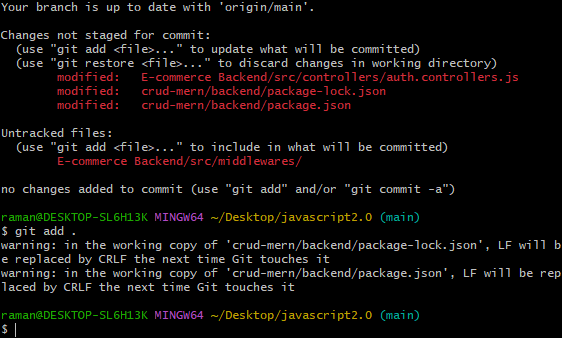 Your branch is up to date with 'origin/main'.
Changes not staged for commit:
  (use "git add <file>..." to update what will be committed)
  (use "git restore <file>..." to discard changes in working directory)
        modified:   E-commerce Backend/src/controllers/auth.controllers.js
        modified:   crud-mern/backend/package-lock.json
        modified:   crud-mern/backend/package.json
Untracked files:
  (use "git add <file>..." to include in what will be committed)
        E-commerce Backend/src/middlewares/
no changes added to commit (use "git add" and/or "git commit -a")
raman@DESKTOP-SL6H13K MINGW64 ~/Desktop/javascript2.0 (main)
$ git add .
warning: in the working copy of 'crud-mern/backend/package-lock.json', LF will b
e replaced by CRLF the next time Git touches it
warning: in the working copy of 'crud-mern/backend/package.json', LF will be rep
laced by CRLF the next time Git touches it
raman@DESKTOP-SL6H13K MINGW64 ~/Desktop/javascript2.0 (main)
$